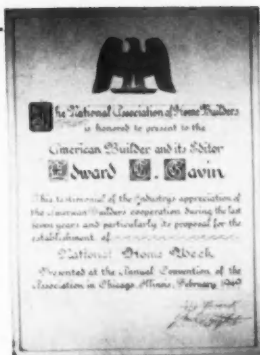 The National Association of Home Builders
is honored to present to the
American Builder and its Editor
Edward G. Gavin
This testimonial of the Industry's appreciation of
the American Builders cooperation during the last
seven years and particularly its proposal for the
establishment of
National Home Week
Presented at the Annual Convention of the
Association in Chicago, Illinois, February, 1949